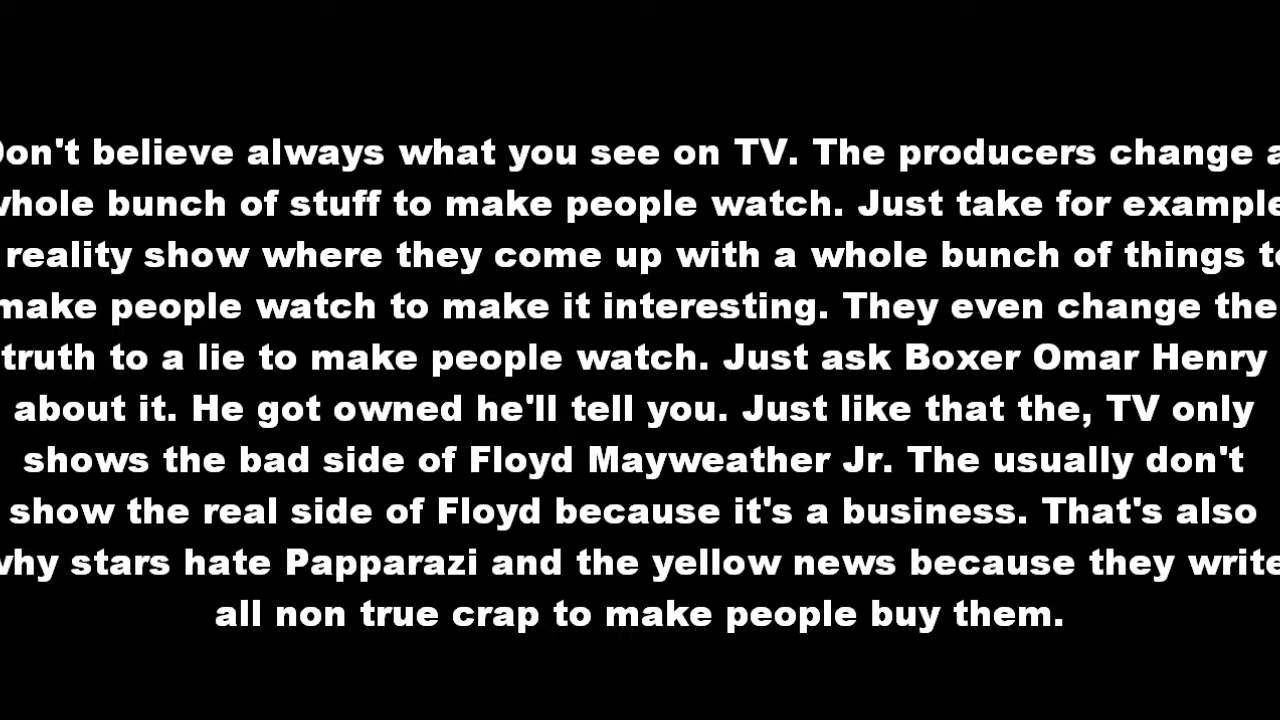 Don't believe always what you see on TV. The producers change a
whole bunch of stuff to make people watch. Just take for example
reality show where they come up with a whole bunch of things to
make people watch to make it interesting. They even change the
truth to a lie to make people watch. Just ask Boxer Omar Henry
about it. He got owned he'll tell you. Just like that the, TV only
shows the bad side of Floyd Mayweather Jr. The usually don't
show the real side of Floyd because it's a business. That's also
why stars hate Papparazi and the yellow news because they write
all non true crap to make people buy them.